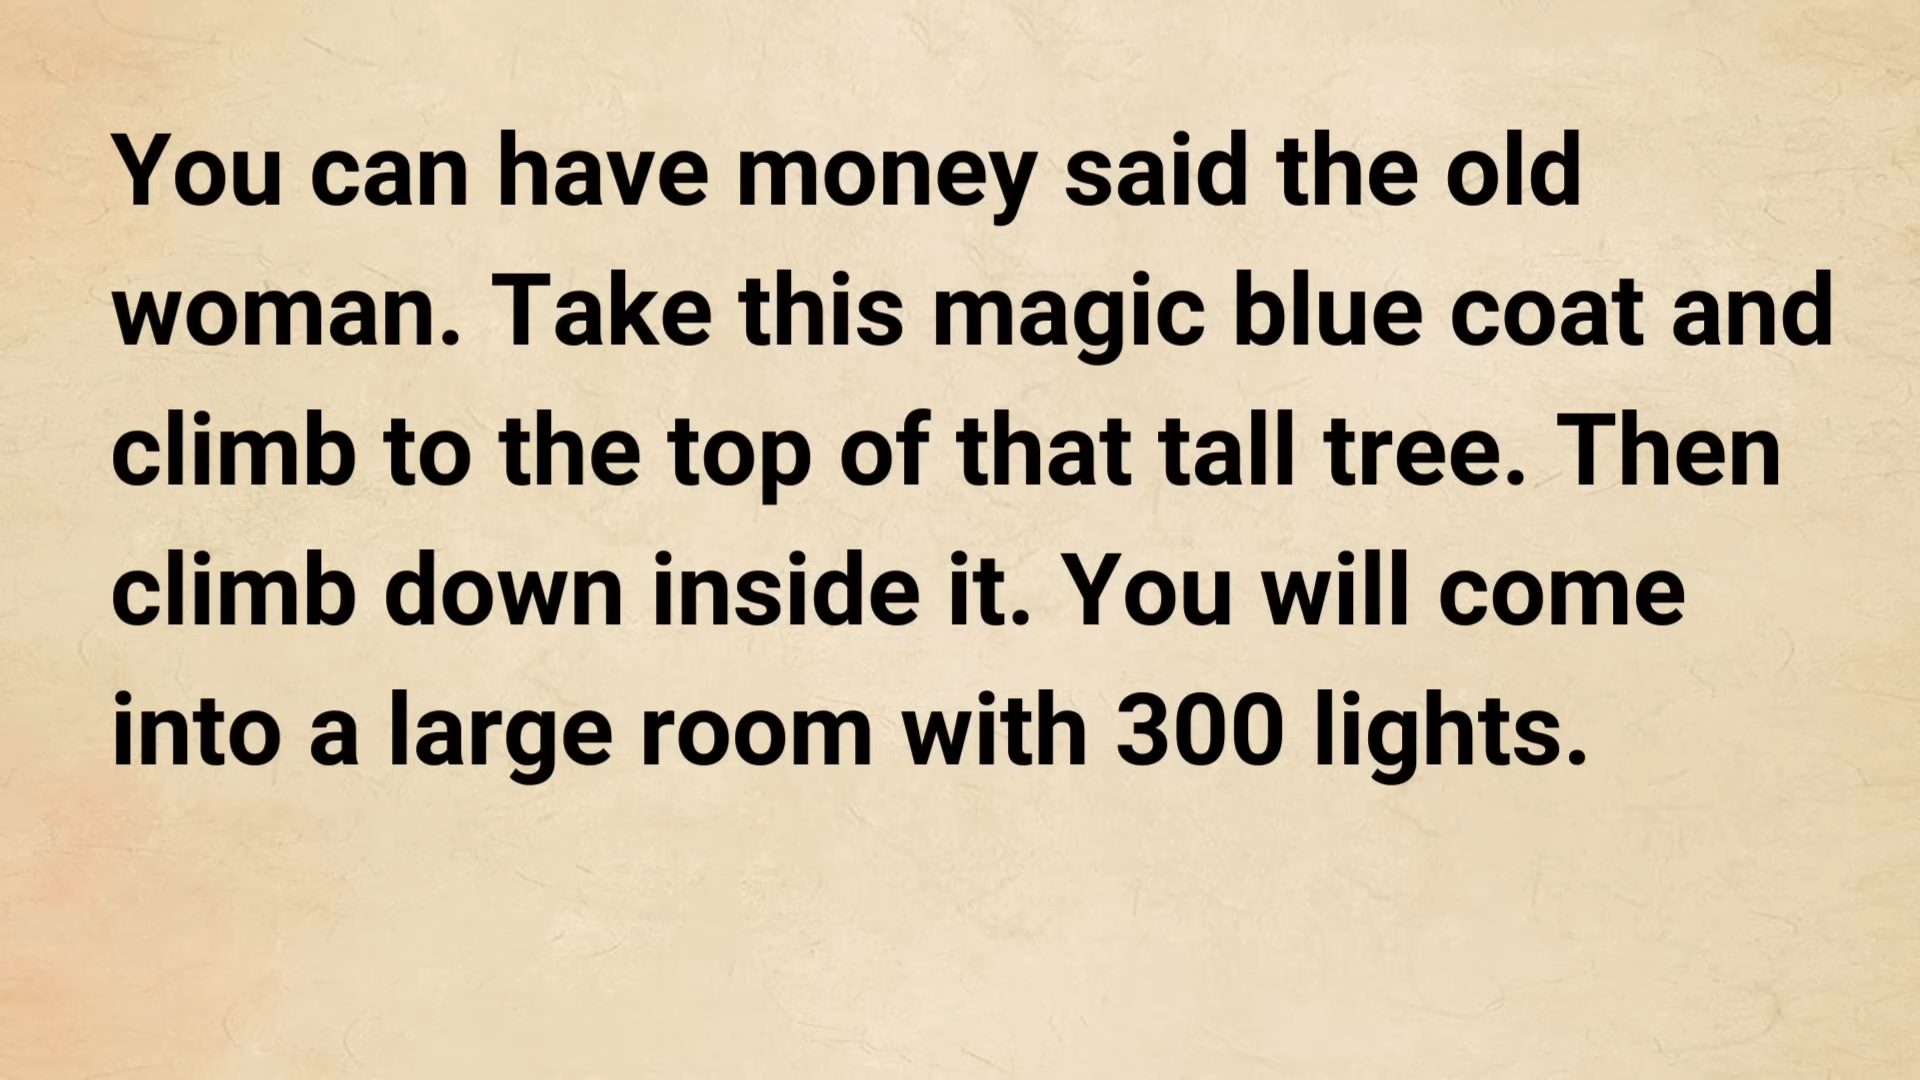 You can have money said the old
woman. Take this magic blue coat and
climb to the top of that tall tree. Then
climb down inside it. You will come
into a large room with 300 lights.